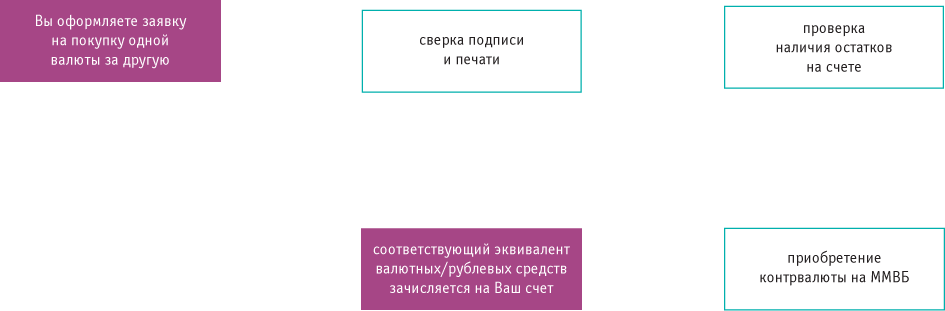 Вы оформляете заявку
на покупку одной
валюты за другую
сверка подписи
и печати
проверка
наличия остатков
на счете
соответствующий эквивалент
валютных/рублевых средств
зачисляется на Ваш счет
приобретение
контрвалюты на ММВБ